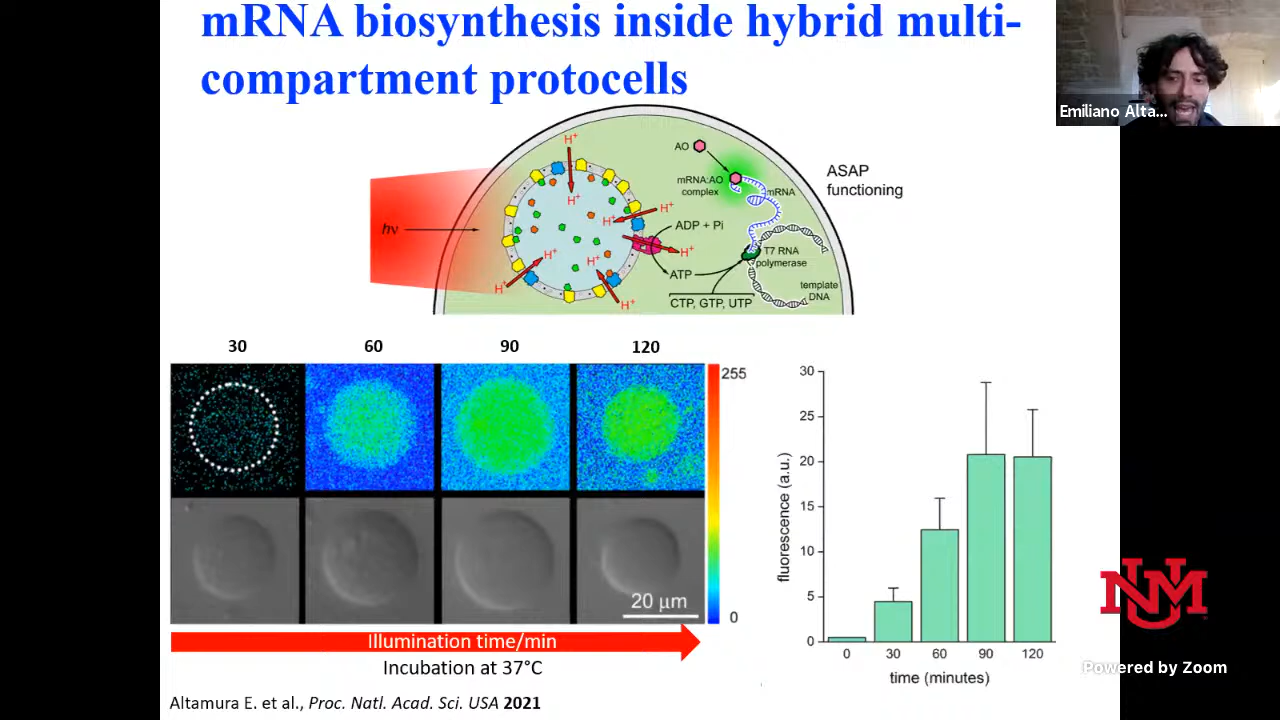 mRNA biosynthesis inside hybrid multi-
compartment protocells
Emiliano Alta...
hν
H⁺
H⁺
H⁺
H⁺
H⁺
H⁺
H⁺
H⁺
H⁺
AO
mRNA:AO
complex
mRNA
ASAP
functioning
ADP + Pi
ATP
CTP, GTP, UTP
T7 RNA
polymerase
template
DNA
30 60 90 120
255
0
20 μm
Illumination time/min
Incubation at 37°C
fluorescence (a.u.)
30
25
20
15
10
5
0
0 30 60 90 120
time (minutes)
UNM
Powered by Zoom
Altamura E. et al., Proc. Natl. Acad. Sci. USA 2021